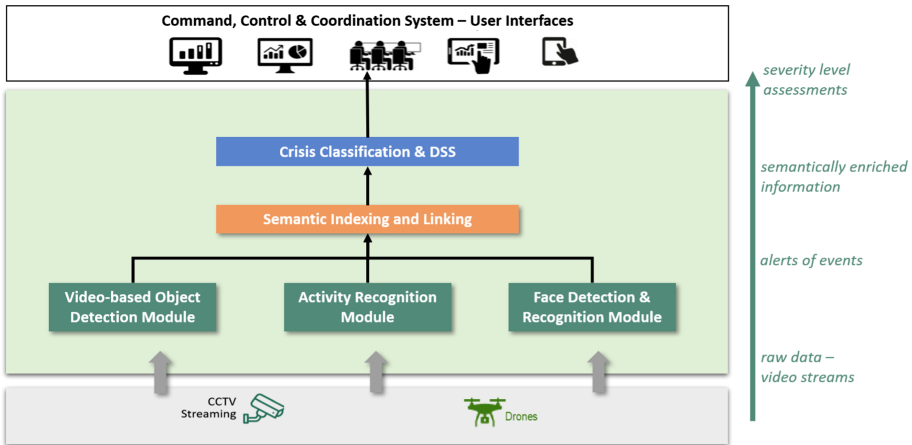 Command, Control & Coordination System – User Interfaces
severity level
assessments
Crisis Classification & DSS
semantically enriched
information
Semantic Indexing and Linking
alerts of events
Video-based Object
Detection Module
Activity Recognition
Module
Face Detection &
Recognition Module
raw data –
video streams
CCTV
Streaming
Drones